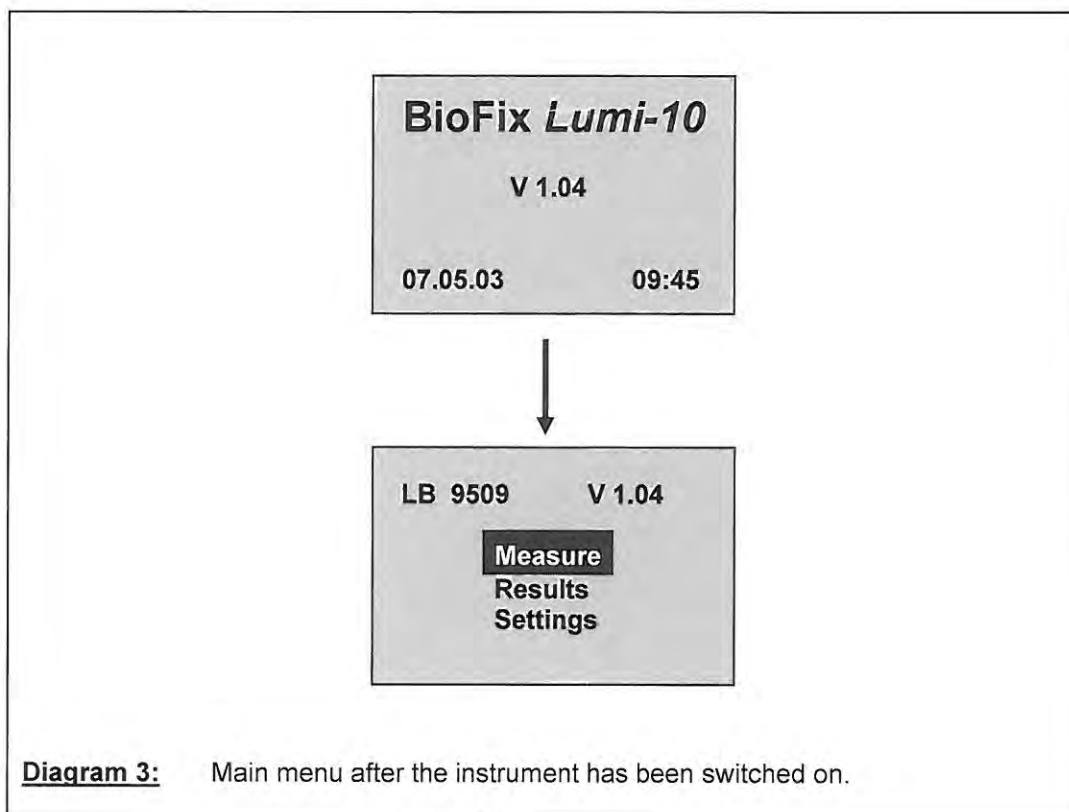 BioFix Lumi-10
V 1.04
07.05.03 09:45
LB 9509 V 1.04
Measure
Results
Settings
Diagram 3: Main menu after the instrument has been switched on.